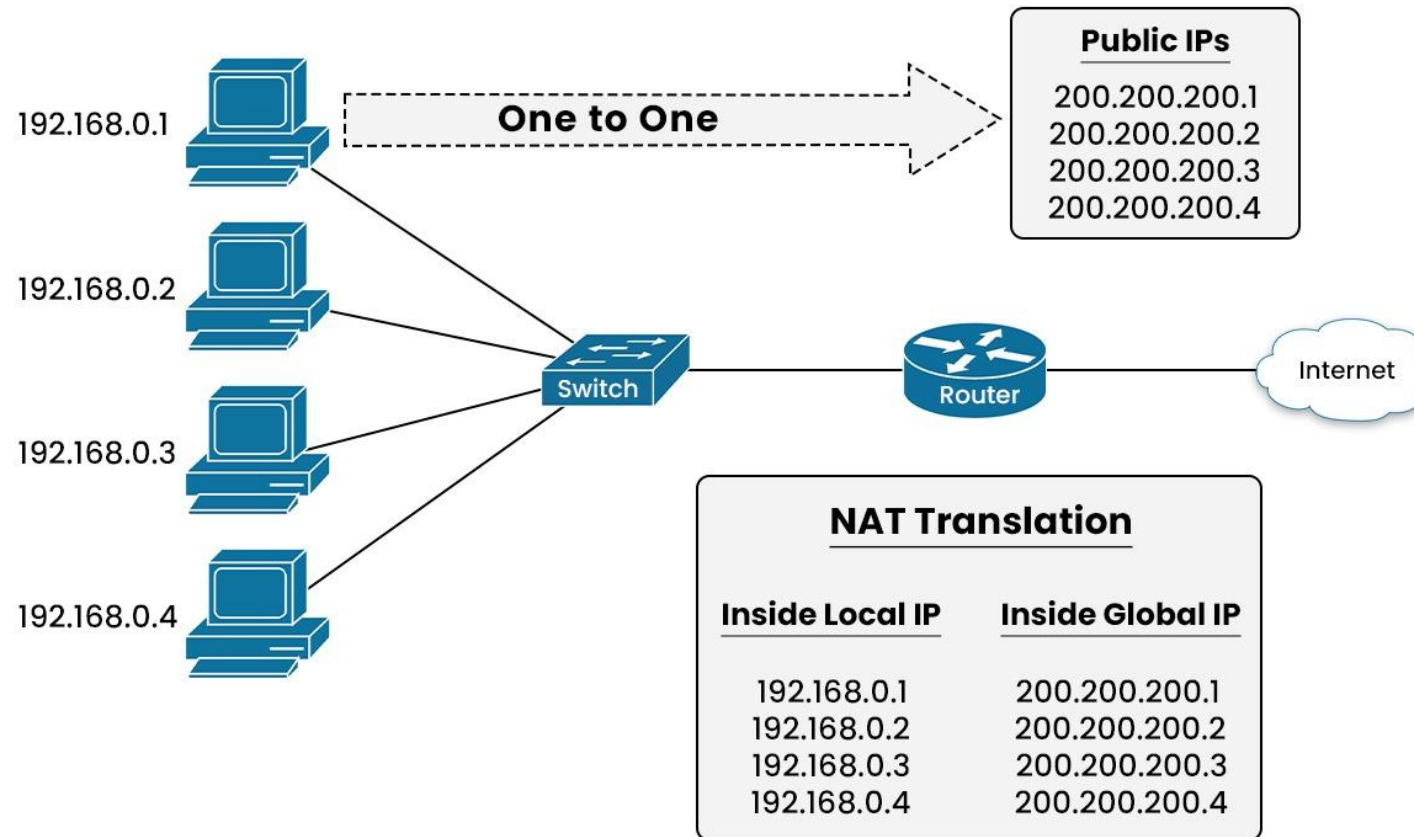 Public IPs
200.200.200.1
200.200.200.2
200.200.200.3
200.200.200.4
One to One
192.168.0.1
192.168.0.2
192.168.0.3
192.168.0.4
Switch
Router
Internet
NAT Translation
Inside Local IP Inside Global IP
192.168.0.1 200.200.200.1
192.168.0.2 200.200.200.2
192.168.0.3 200.200.200.3
192.168.0.4 200.200.200.4